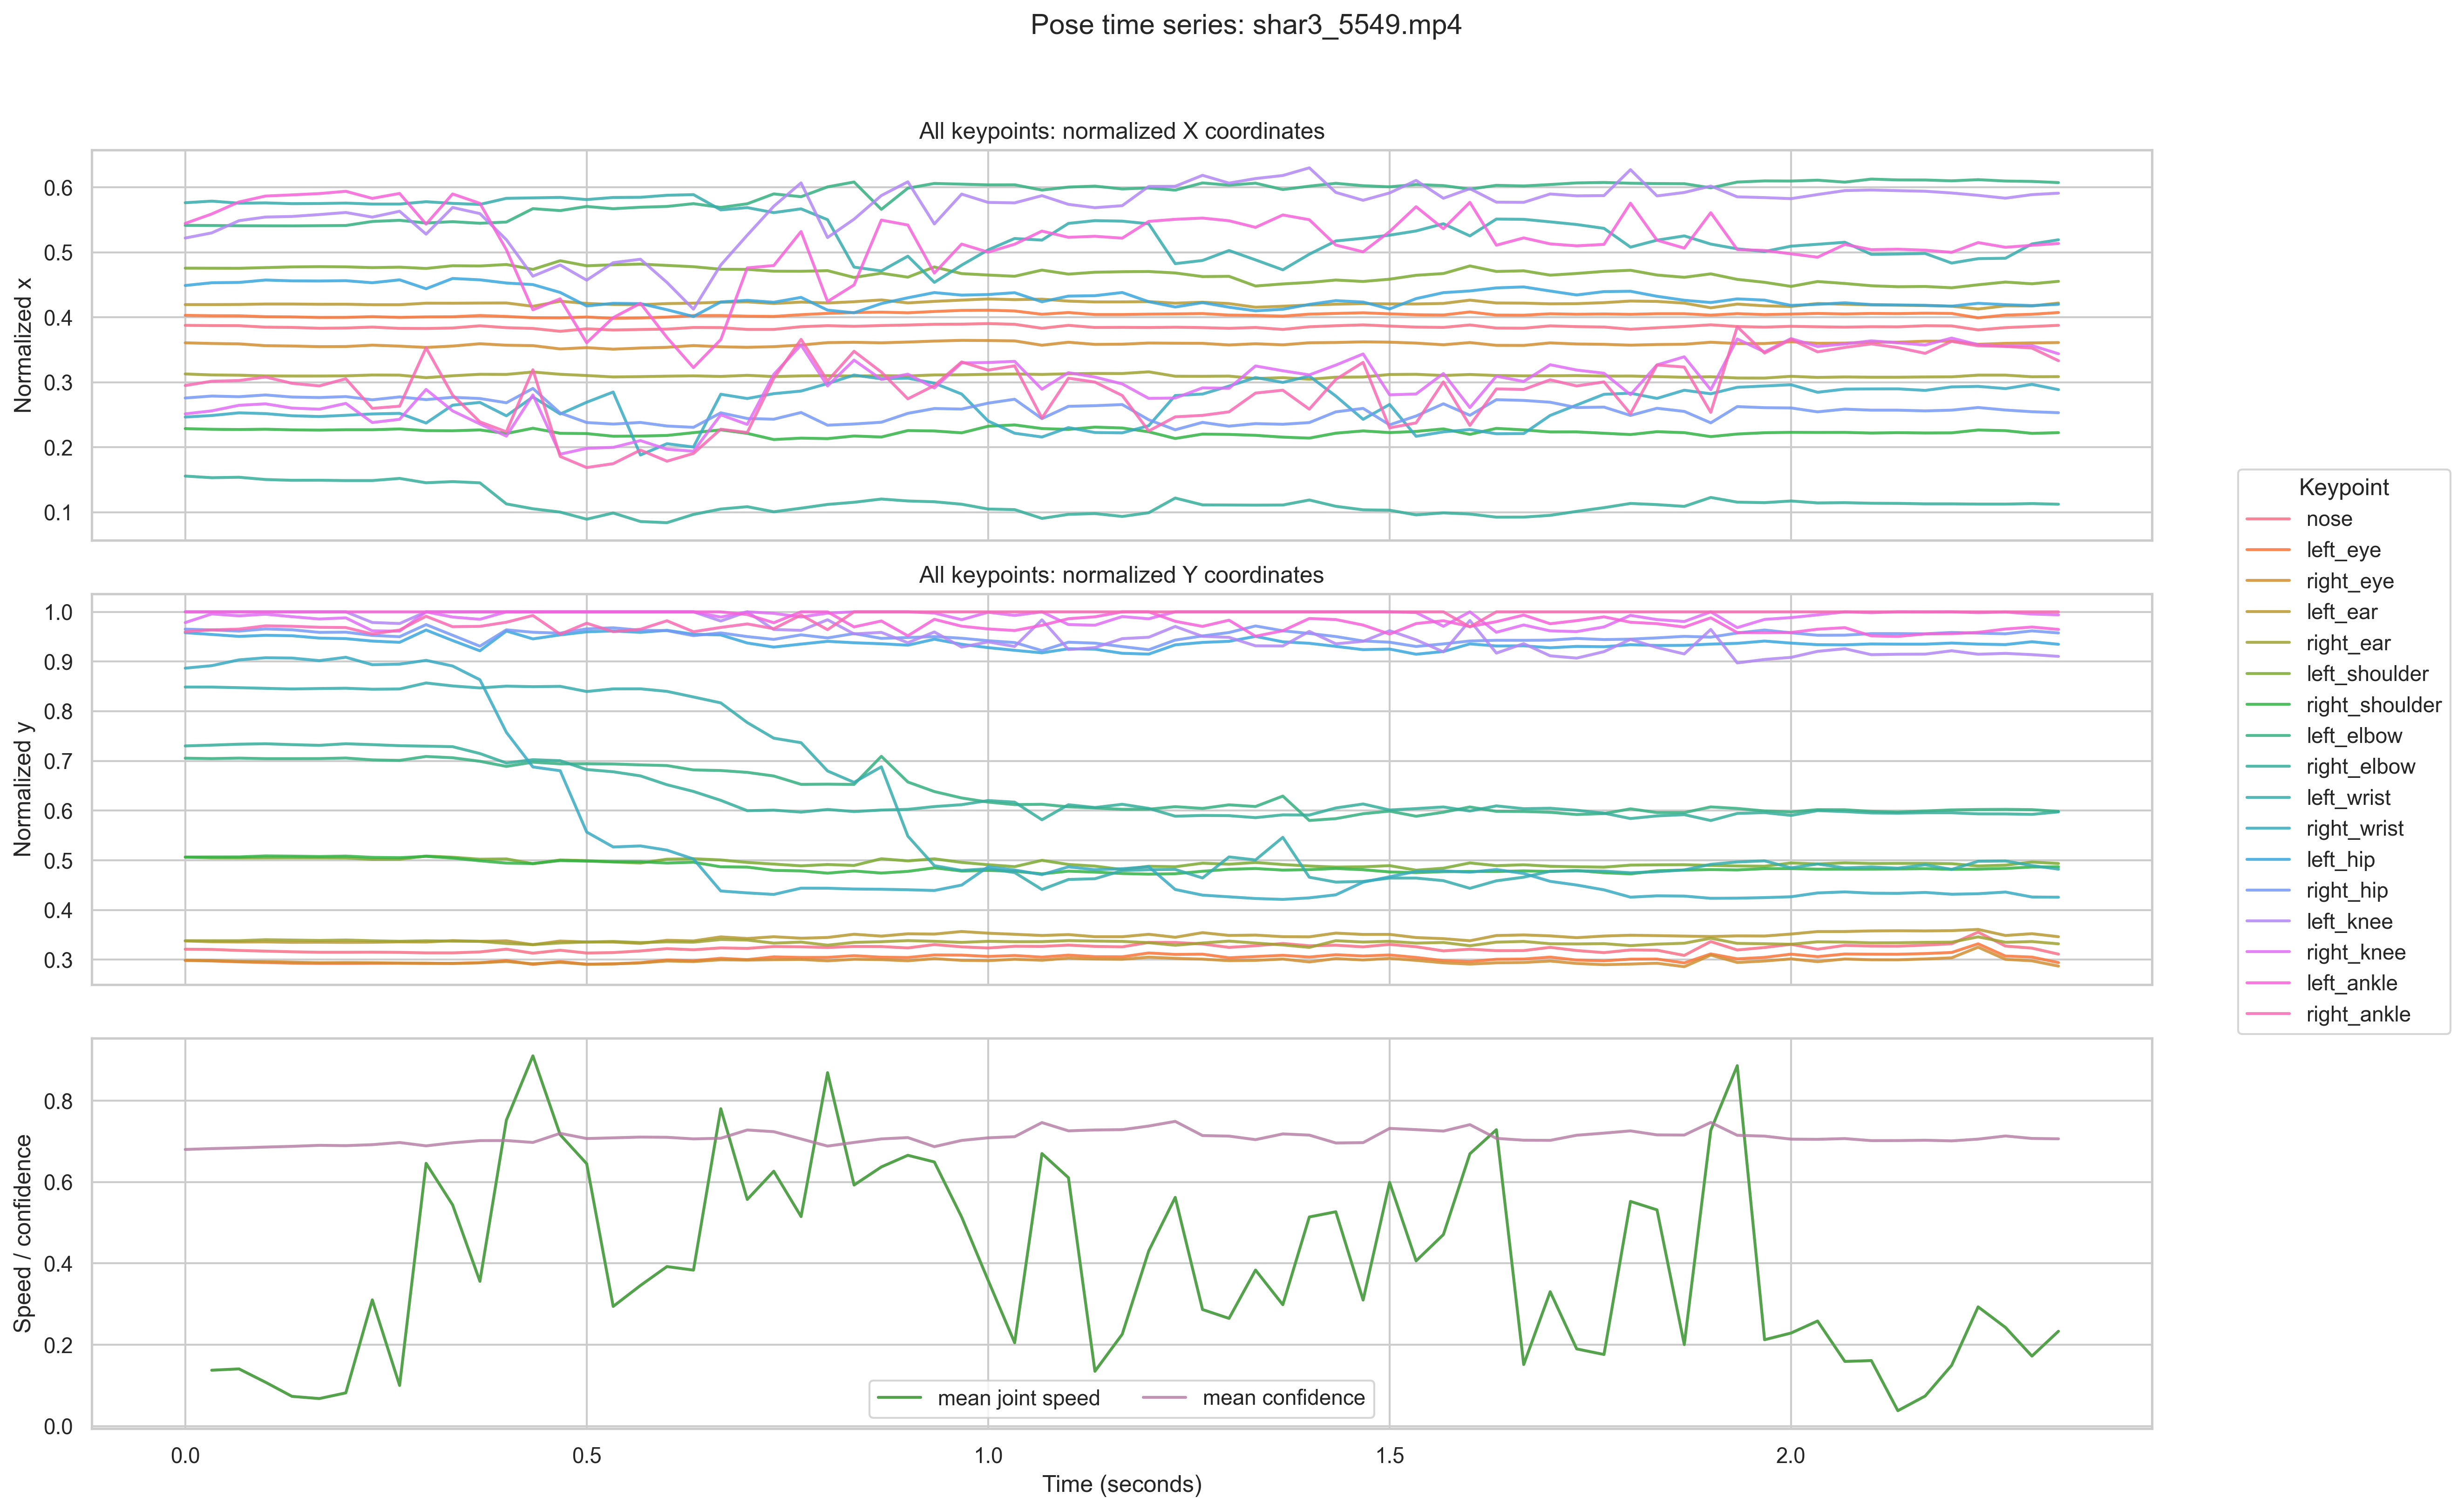 Pose time series: shar3_5549.mp4
All keypoints: normalized X coordinates
Normalized x
0.6
0.5
0.4
0.3
0.2
0.1
All keypoints: normalized Y coordinates
Normalized y
1.0
0.9
0.8
0.7
0.6
0.5
0.4
0.3
Speed / confidence
0.8
0.6
0.4
0.2
0.0
mean joint speed
mean confidence
0.0
0.5
1.0
1.5
2.0
Time (seconds)
Keypoint
nose
left_eye
right_eye
left_ear
right_ear
left_shoulder
right_shoulder
left_elbow
right_elbow
left_wrist
right_wrist
left_hip
right_hip
left_knee
right_knee
left_ankle
right_ankle